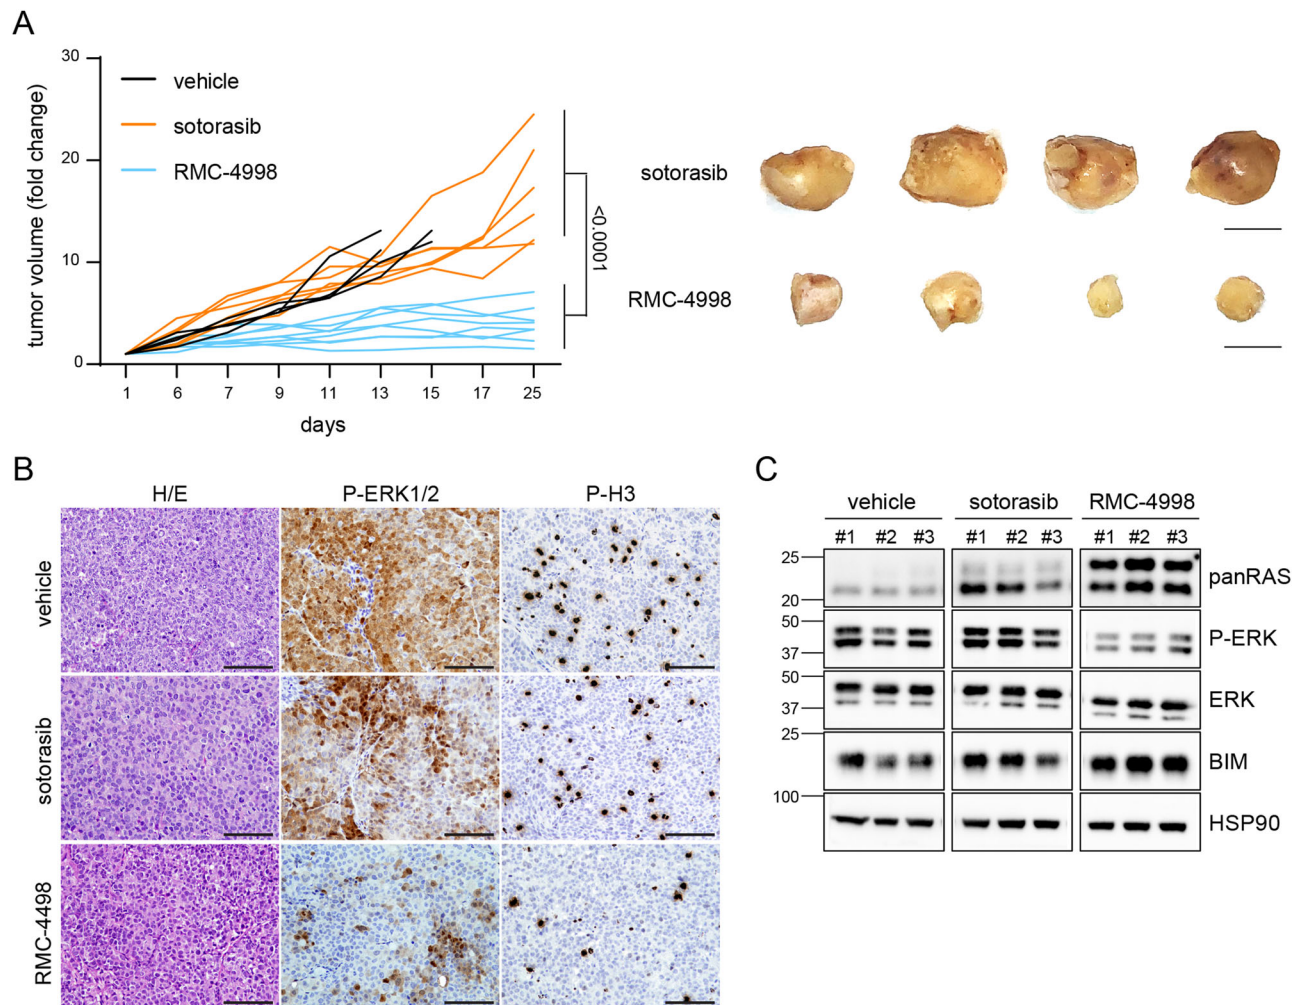 A
tumor volume (fold change)
30
20
10
0
vehicle
sotorasib
RMC-4998
<0.0001
1 6 7 9 11 13 15 17 25
days
sotorasib
RMC-4998
B
H/E P-ERK1/2 P-H3
vehicle
sotorasib
RMC-4498
C
vehicle sotorasib RMC-4998
#1 #2 #3 #1 #2 #3 #1 #2 #3
25
20
panRAS
50
37
P-ERK
50
37
ERK
25
BIM
100
HSP90